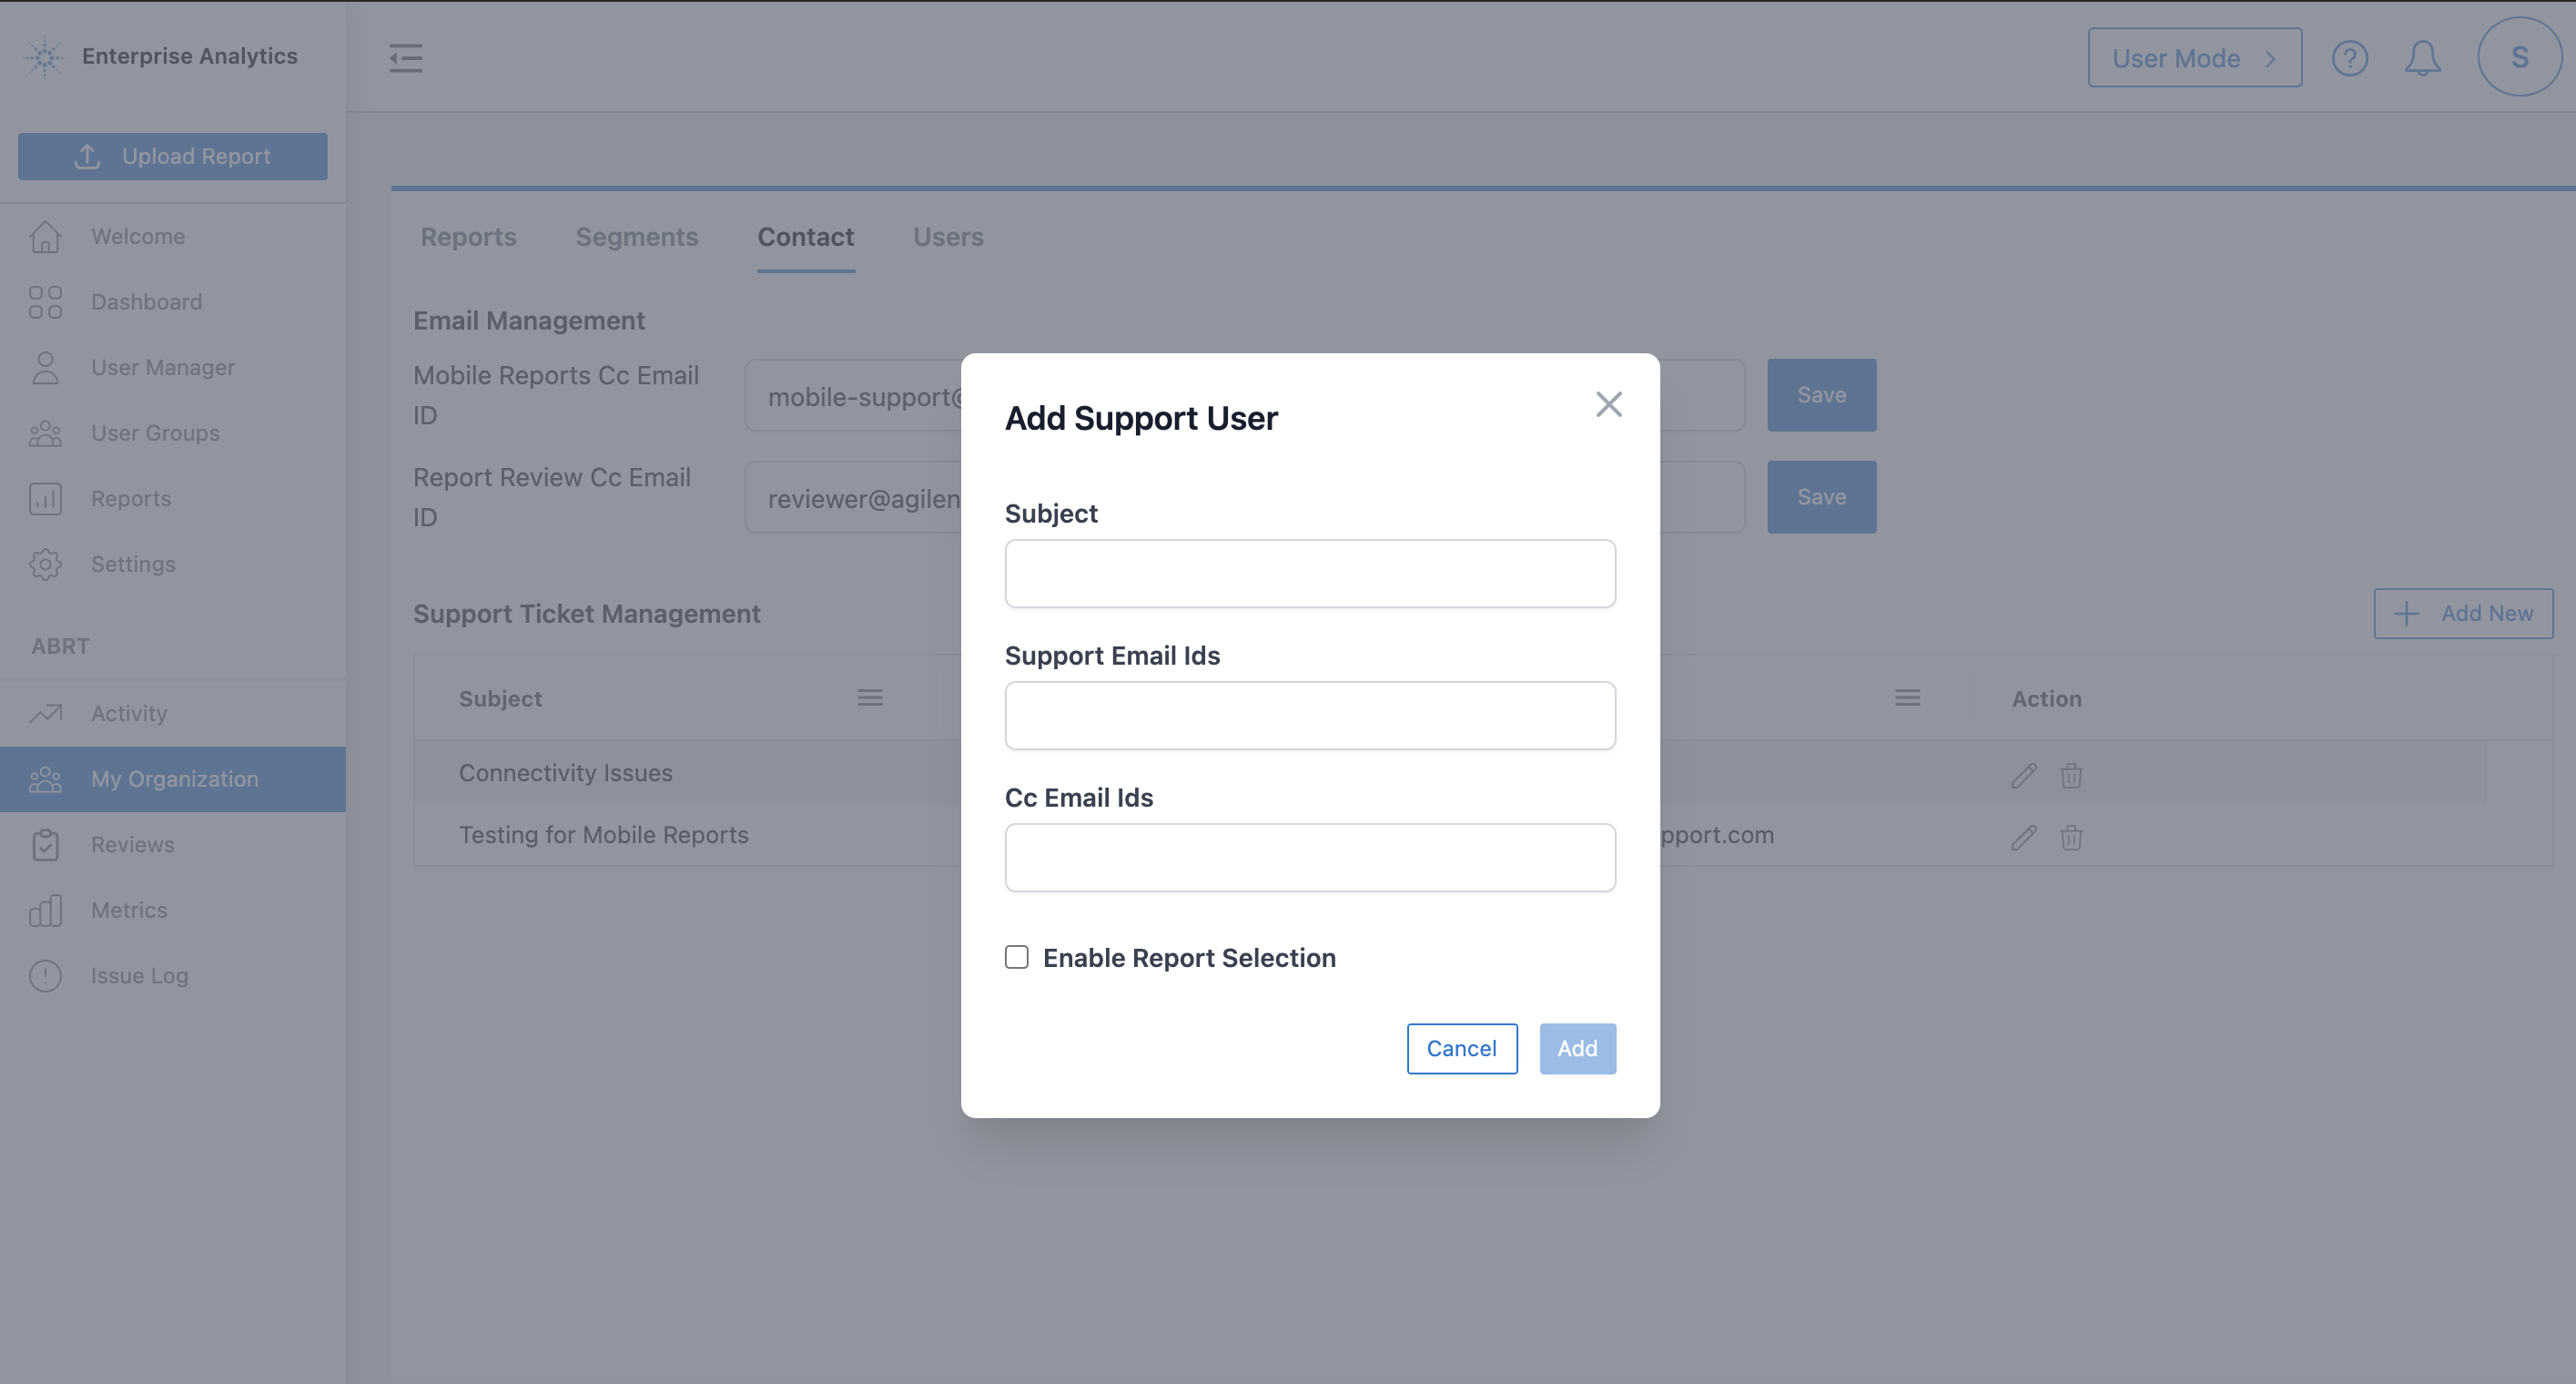 Enterprise Analytics
User Mode
S
Upload Report
Welcome
Dashboard
User Manager
User Groups
Reports
Settings
ABRT
Activity
My Organization
Reviews
Metrics
Issue Log
Reports Segments Contact Users
Email Management
Mobile Reports Cc Email
ID
mobile-support@
Save
Report Review Cc Email
ID
reviewer@agilen
Save
Support Ticket Management
Add New
Subject
Action
Connectivity Issues
Testing for Mobile Reports
pport.com
Add Support User
Subject
Support Email Ids
Cc Email Ids
Enable Report Selection
Cancel
Add